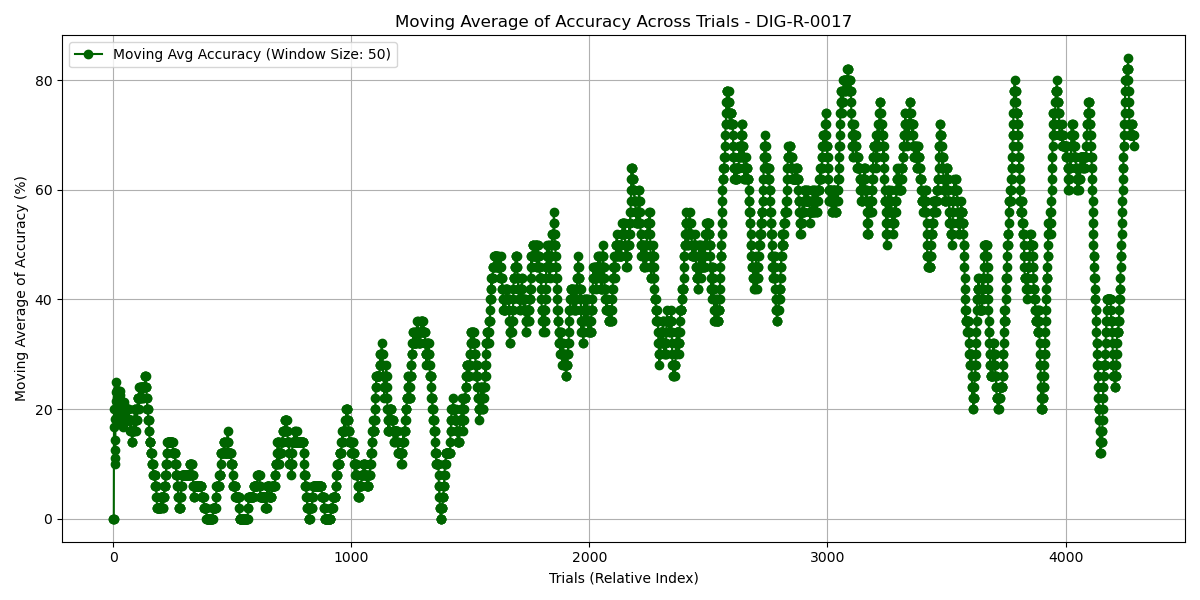 Moving Average of Accuracy Across Trials - DIG-R-0017
Moving Avg Accuracy (Window Size: 50)
Moving Average of Accuracy (%)
80
60
40
20
0
0 1000 2000 3000 4000
Trials (Relative Index)